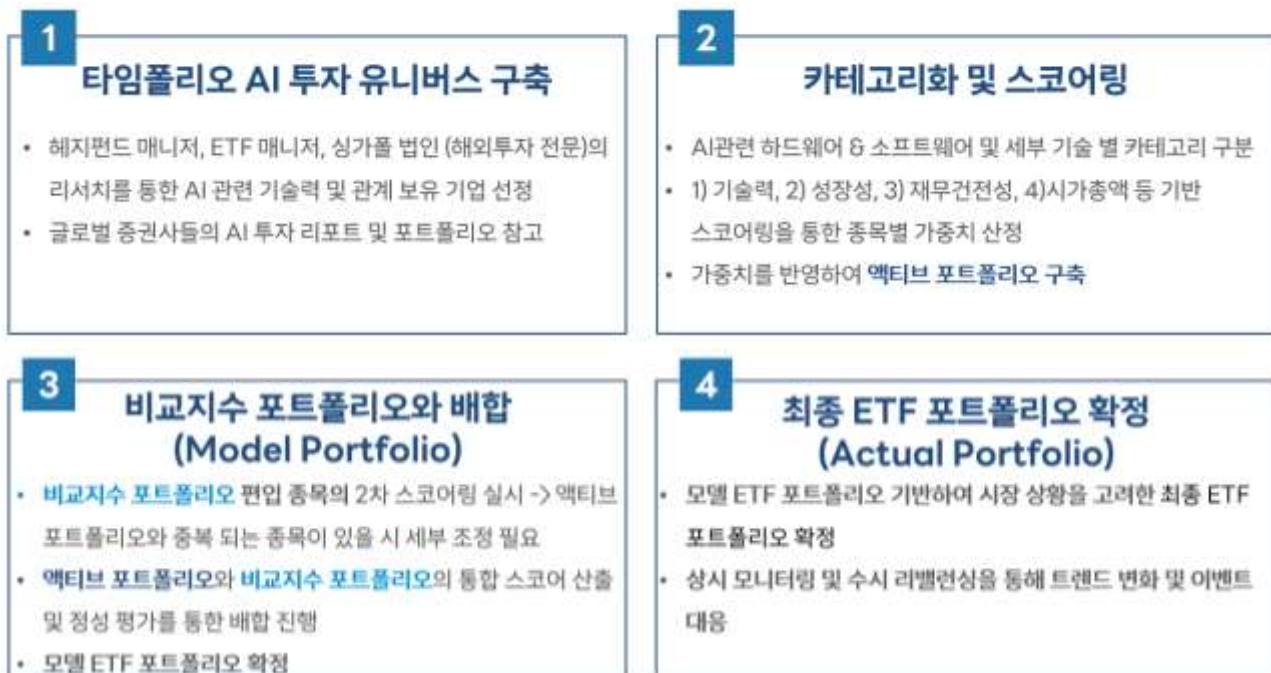 1
타임폴리오 AI 투자 유니버스 구축
• 헤지펀드 매니저, ETF 매니저, 싱가폴 법인 (해외투자 전문)의
리서치를 통한 AI 관련 기술력 및 관계 보유 기업 선정
• 글로벌 증권사들의 AI 투자 리포트 및 포트폴리오 참고
2
카테고리화 및 스코어링
• AI관련 하드웨어 & 소프트웨어 및 세부 기술 별 카테고리 구분
• 1) 기술력, 2) 성장성, 3) 재무건전성, 4)시가총액 등 기반
스코어링을 통한 종목별 가중치 산정
• 가중치를 반영하여 액티브 포트폴리오 구축
3
비교지수 포트폴리오와 배합
(Model Portfolio)
• 비교지수 포트폴리오 편입 종목의 2차 스코어링 실시 -> 액티브
포트폴리오와 중복 되는 종목이 있을 시 세부 조정 필요
• 액티브 포트폴리오와 비교지수 포트폴리오의 통합 스코어 산출
및 정성 평가를 통한 배합 진행
• 모델 ETF 포트폴리오 확정
4
최종 ETF 포트폴리오 확정
(Actual Portfolio)
• 모델 ETF 포트폴리오 기반하여 시장 상황을 고려한 최종 ETF
포트폴리오 확정
• 상시 모니터링 및 수시 리밸런싱을 통해 트렌드 변화 및 이벤트
대응